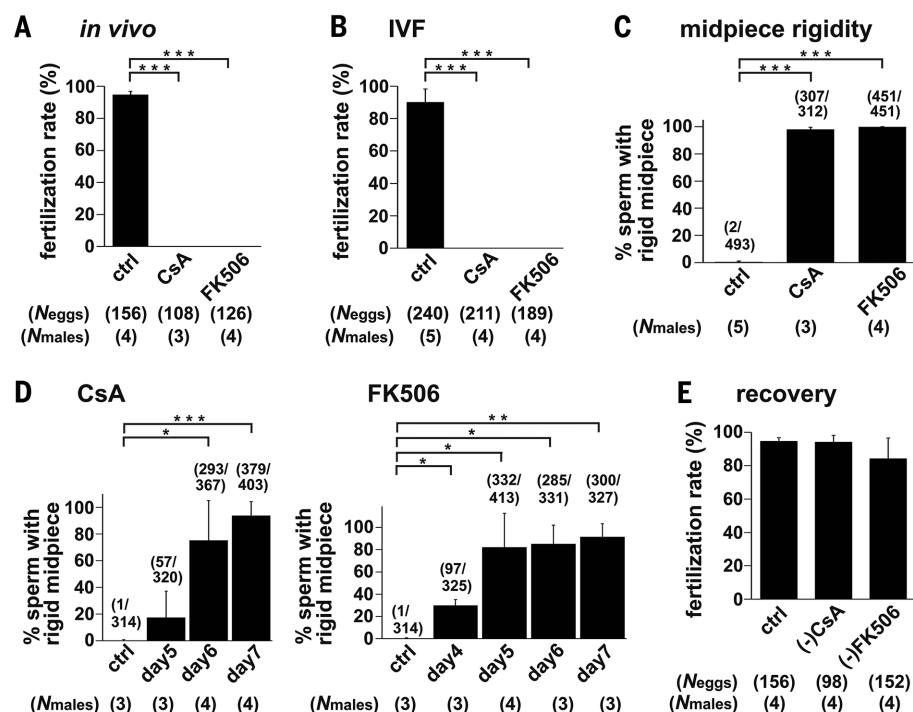 A in vivo
* * *
* * *
fertilization rate (%)
100
80
60
40
20
0
ctrl
CsA
FK506
(Neggs) (156) (108) (126)
(Nmales) (4) (3) (4)
B IVF
* * *
* * *
fertilization rate (%)
100
80
60
40
20
0
ctrl
CsA
FK506
(Neggs) (240) (211) (189)
(Nmales) (5) (4) (4)
C midpiece rigidity
* * *
* * *
% sperm with
rigid midpiece
100
80
60
40
20
0
(2/
493)
(307/
312)
(451/
451)
ctrl
CsA
FK506
(Nmales) (5) (3) (4)
D CsA
* * *
*
% sperm with
rigid midpiece
100
80
60
40
20
0
(1/
314)
(57/
320)
(293/
367)
(379/
403)
ctrl
day5
day6
day7
(Nmales) (3) (3) (4) (4)
FK506
* *
*
*
*
% sperm with
rigid midpiece
100
80
60
40
20
0
(1/
314)
(97/
325)
(332/
413)
(285/
331)
(300/
327)
ctrl
day4
day5
day6
day7
(Nmales) (3) (3) (4) (3) (3)
E recovery
fertilization rate (%)
100
80
60
40
20
0
ctrl
(-)CsA
(-)FK506
(Neggs) (156) (98) (152)
(Nmales) (4) (4) (4)